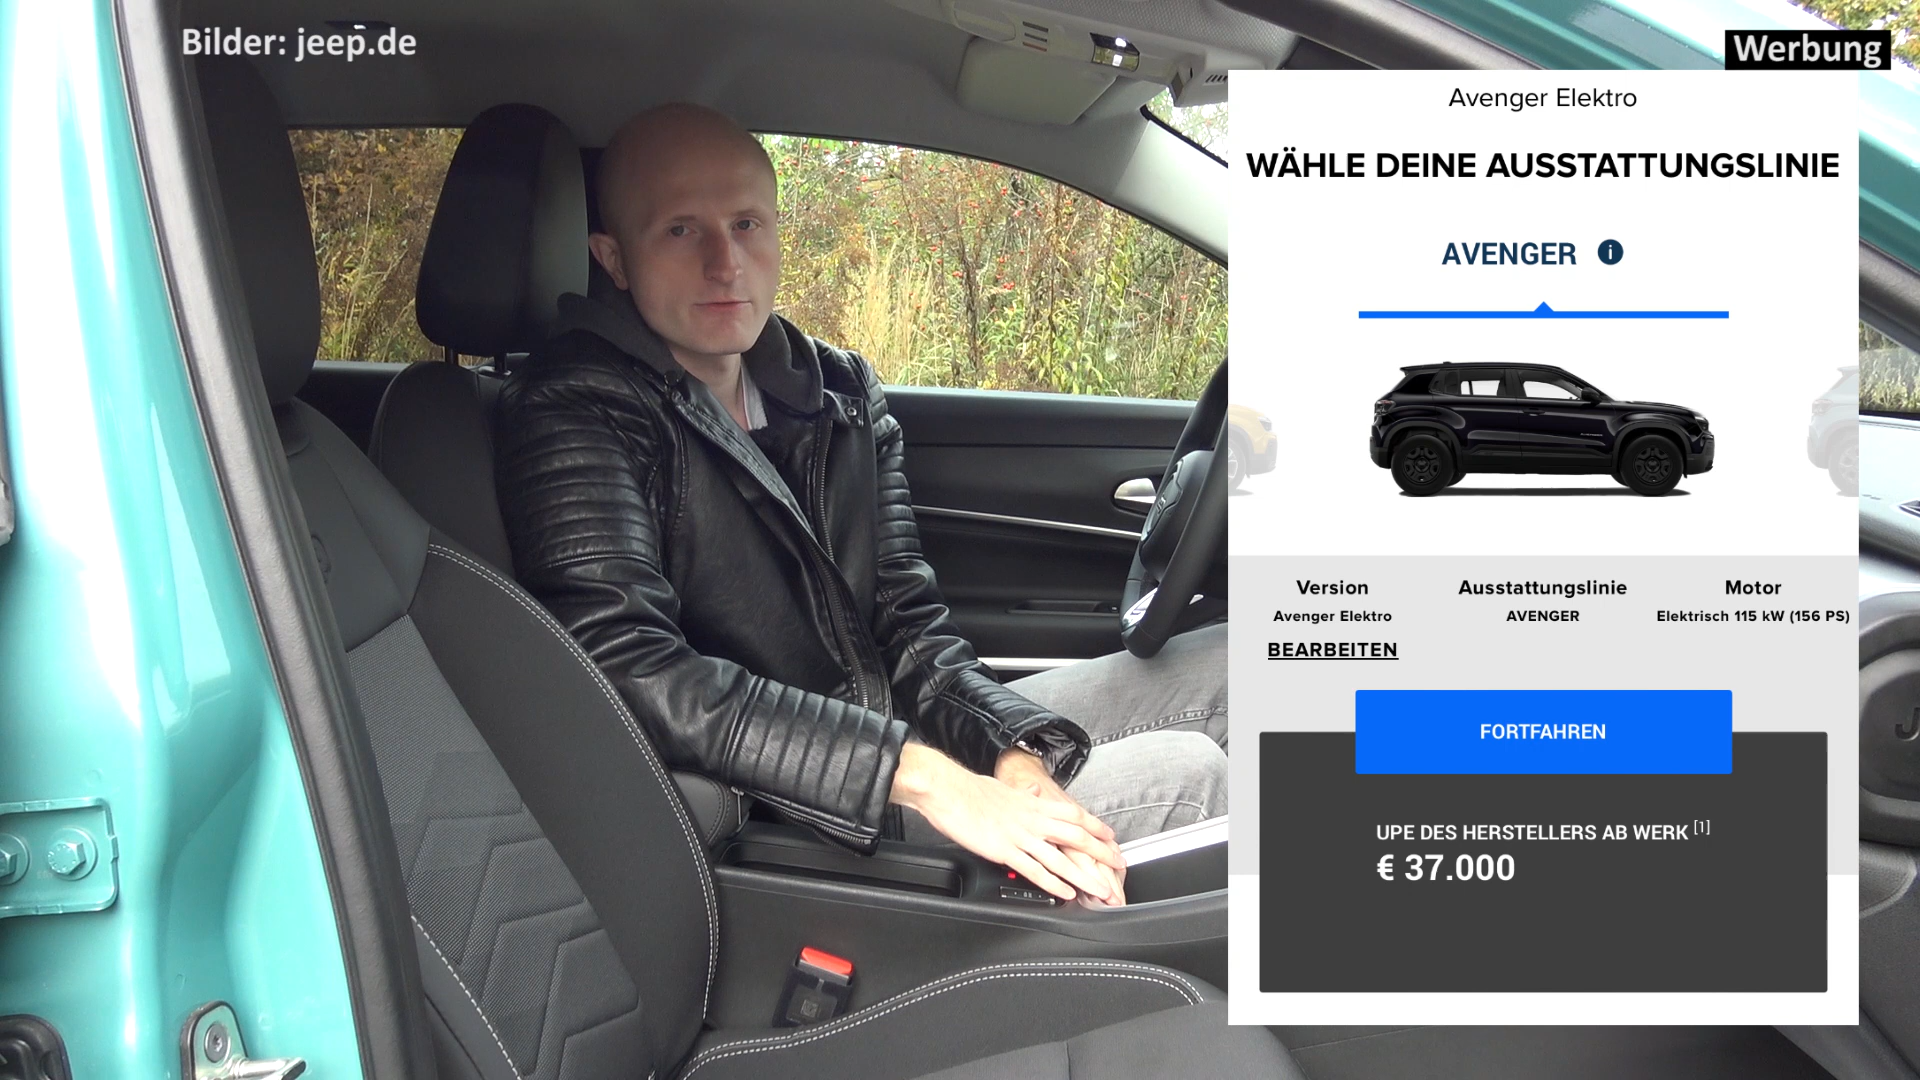 Bilder: jeep.de
Werbung
Avenger Elektro
WÄHLE DEINE AUSSTATTUNGSLINIE
AVENGER i
Version
Ausstattungslinie
Motor
Avenger Elektro
AVENGER
Elektrisch 115 kW (156 PS)
BEARBEITEN
FORTFAHREN
UPE DES HERSTELLERS AB WERK [1]
€ 37.000